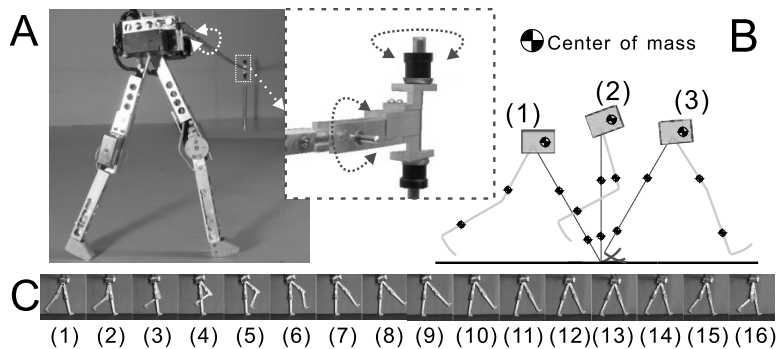 A
B
Center of mass
(1)
(2)
(3)
C
(1) (2) (3) (4) (5) (6) (7) (8) (9) (10) (11) (12) (13) (14) (15) (16)